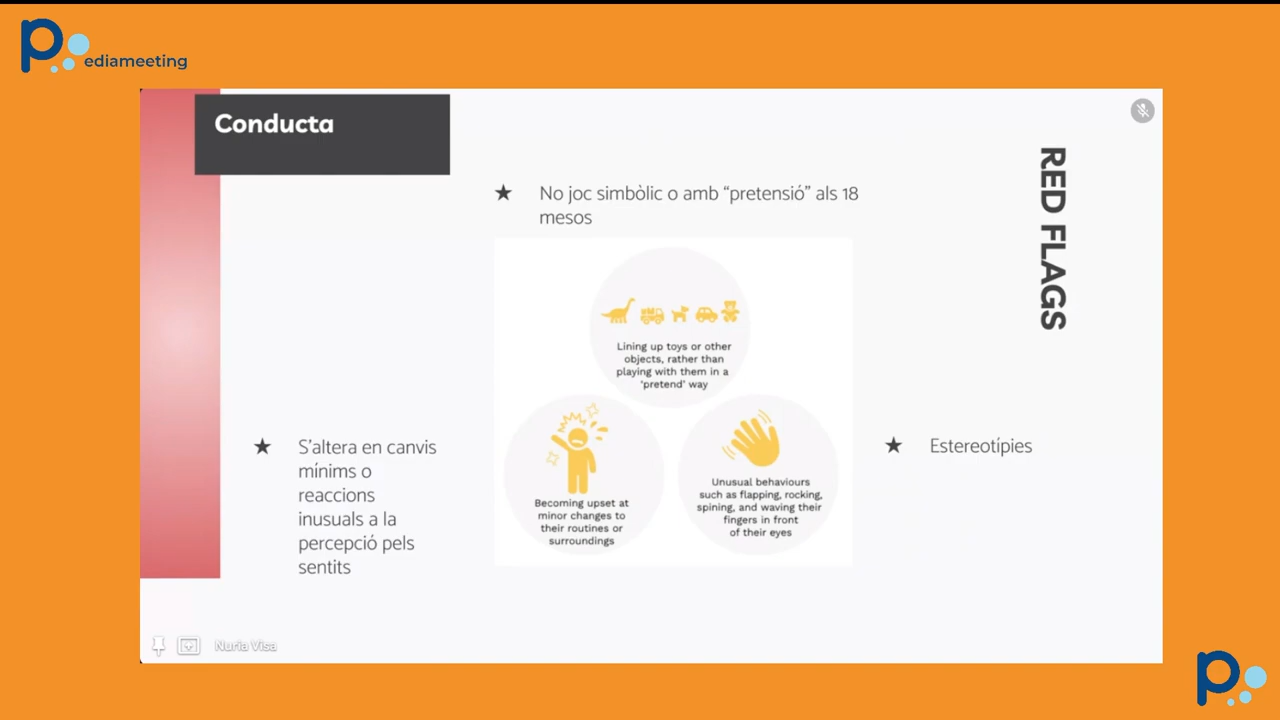 Pediameeting
Conducta
RED FLAGS
★ No joc simbòlic o amb “pretensió” als 18
mesos
Lining up toys or other
objects, rather than
playing with them in a
'pretend' way
★ S’altera en canvis
mínims o
reaccions
inusuals a la
percepció pels
sentits
Becoming upset at
minor changes to
their routines or
surroundings
Unusual behaviours
such as flapping, rocking,
spining, and waving their
fingers in front
of their eyes
★ Estereotípies
Nuria Visa
P